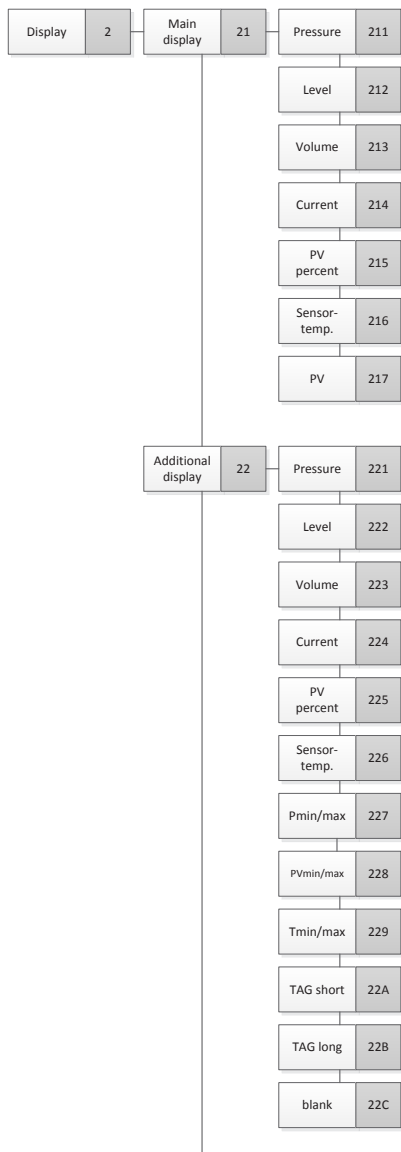 Display 2 Main display 21 Pressure 211
Level 212
Volume 213
Current 214
PV percent 215
Sensor-temp. 216
PV 217
Additional display 22 Pressure 221
Level 222
Volume 223
Current 224
PV percent 225
Sensor-temp. 226
Pmin/max 227
PVmin/max 228
Tmin/max 229
TAG short 22A
TAG long 22B
blank 22C